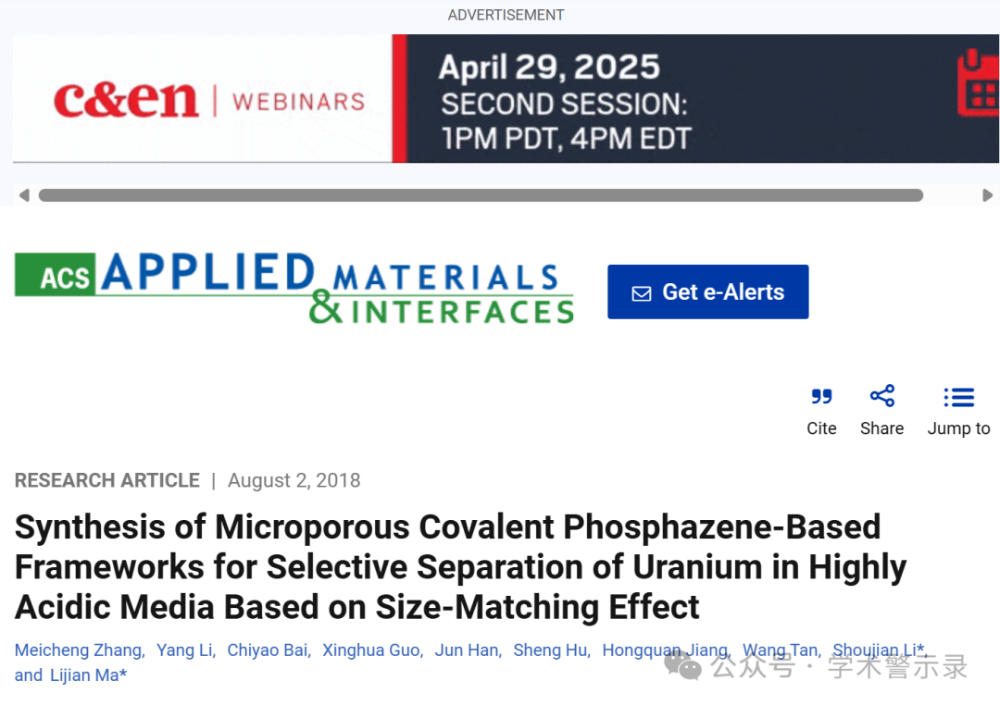 ADVERTISEMENT
c&en | WEBINARS
April 29, 2025
SECOND SESSION:
1PM PDT, 4PM EDT
ACS APPLIED MATERIALS
& INTERFACES
Get e-Alerts
Cite Share Jump to
RESEARCH ARTICLE | August 2, 2018
Synthesis of Microporous Covalent Phosphazene-Based
Frameworks for Selective Separation of Uranium in Highly
Acidic Media Based on Size-Matching Effect
Meicheng Zhang, Yang Li, Chiyao Bai, Xinghua Guo, Jun Han, Sheng Hu, Hongquan Jiang, Wang Tan, Shoujian Li*,
and Lijian Ma*
公众号 · 学术警示录